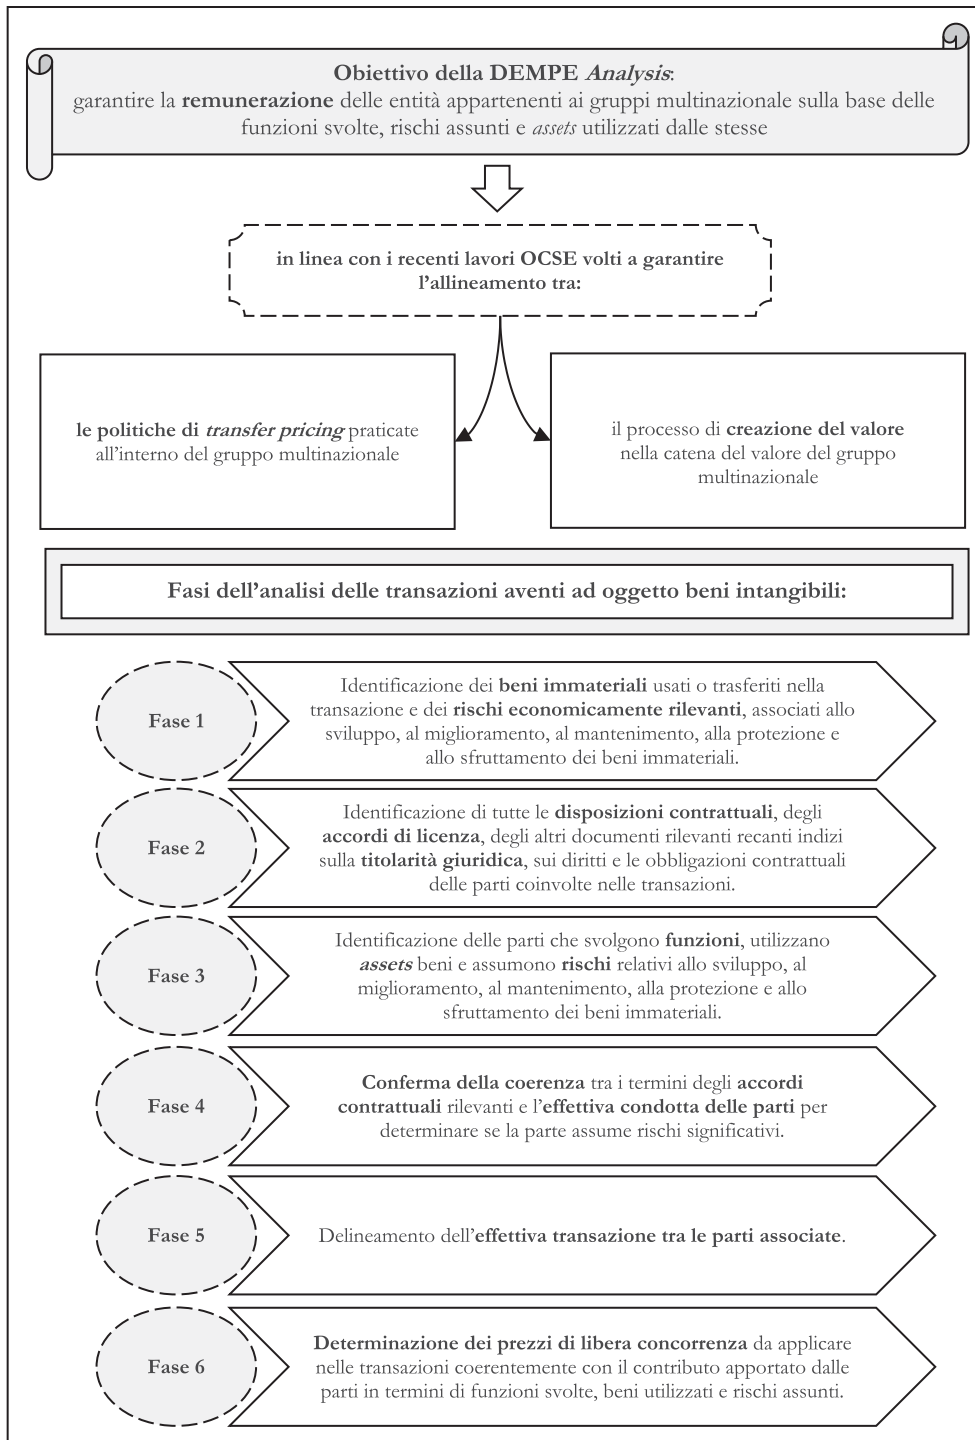 Obiettivo della DEMPE Analysis:
garantire la remunerazione delle entità appartenenti ai gruppi multinazionale sulla base delle
funzioni svolte, rischi assunti e assets utilizzati dalle stesse
in linea con i recenti lavori OCSE volti a garantire
l'allineamento tra:
le politiche di transfer pricing praticate
all'interno del gruppo multinazionale
il processo di creazione del valore
nella catena del valore del gruppo
multinazionale
Fasi dell'analisi delle transazioni aventi ad oggetto beni intangibili:
Fase 1
Identificazione dei beni immateriali usati o trasferiti nella
transazione e dei rischi economicamente rilevanti, associati allo
sviluppo, al miglioramento, al mantenimento, alla protezione e
allo sfruttamento dei beni immateriali.
Fase 2
Identificazione di tutte le disposizioni contrattuali, degli
accordi di licenza, degli altri documenti rilevanti recanti indizi
sulla titolarità giuridica, sui diritti e le obbligazioni contrattuali
delle parti coinvolte nelle transazioni.
Fase 3
Identificazione delle parti che svolgono funzioni, utilizzano
assets beni e assumono rischi relativi allo sviluppo, al
miglioramento, al mantenimento, alla protezione e allo
sfruttamento dei beni immateriali.
Fase 4
Conferma della coerenza tra i termini degli accordi
contrattuali rilevanti e l'effettiva condotta delle parti per
determinare se la parte assume rischi significativi.
Fase 5
Delineamento dell'effettiva transazione tra le parti associate.
Fase 6
Determinazione dei prezzi di libera concorrenza da applicare
nelle transazioni coerentemente con il contributo apportato dalle
parti in termini di funzioni svolte, beni utilizzati e rischi assunti.